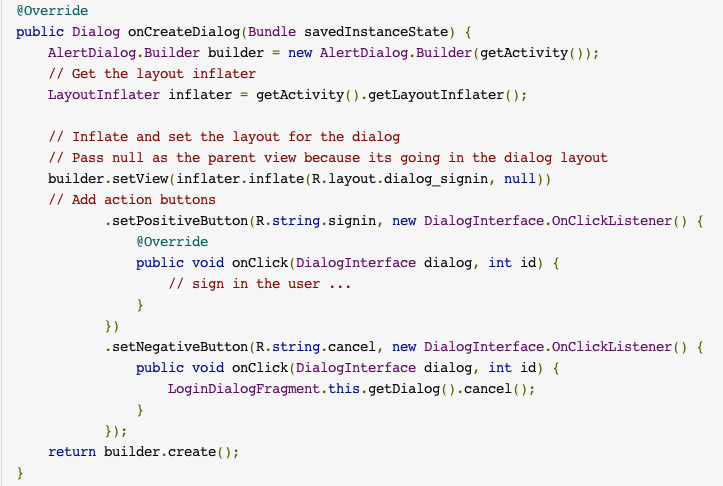 @Override
public Dialog onCreateDialog(Bundle savedInstanceState) {
    AlertDialog.Builder builder = new AlertDialog.Builder(getActivity());
    // Get the layout inflater
    LayoutInflater inflater = getActivity().getLayoutInflater();

    // Inflate and set the layout for the dialog
    // Pass null as the parent view because its going in the dialog layout
    builder.setView(inflater.inflate(R.layout.dialog_signin, null))
    // Add action buttons
           .setPositiveButton(R.string.signin, new DialogInterface.OnClickListener() {
               @Override
               public void onClick(DialogInterface dialog, int id) {
                   // sign in the user ...
               }
           })
           .setNegativeButton(R.string.cancel, new DialogInterface.OnClickListener() {
               public void onClick(DialogInterface dialog, int id) {
                   LoginDialogFragment.this.getDialog().cancel();
               }
           });
    return builder.create();
}